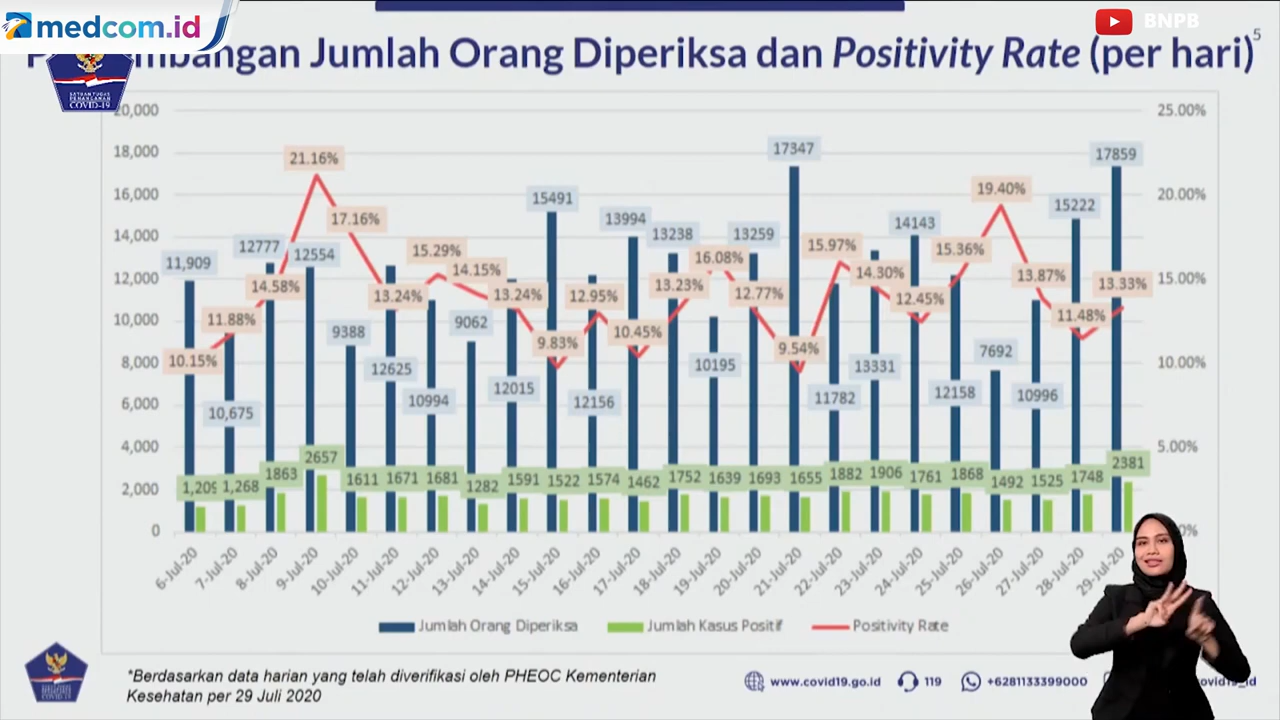 medcom.id
BNPB
Jumlah Orang Diperiksa dan Positivity Rate (per hari)
5
SATUAN TUGAS
PENANGANAN
COVID-19
20,000
18,000
16,000
14,000
12,000
10,000
8,000
6,000
4,000
2,000
0
25.00%
20.00%
15.00%
10.00%
5.00%
11,909
10,675
12777
12554
9388
12625
10994
9062
12015
15491
12156
13994
13238
10195
13259
17347
11782
13331
14143
12158
7692
10996
15222
17859
10.15%
11.88%
14.58%
21.16%
17.16%
13.24%
15.29%
14.15%
13.24%
9.83%
12.95%
10.45%
13.23%
16.08%
12.77%
9.54%
15.97%
14.30%
12.45%
15.36%
19.40%
13.87%
11.48%
13.33%
1,209
1,268
1863
2657
1611
1671
1681
1282
1591
1522
1574
1462
1752
1639
1693
1655
1882
1906
1761
1868
1492
1525
1748
2381
6-Jul-20
7-Jul-20
8-Jul-20
9-Jul-20
10-Jul-20
11-Jul-20
12-Jul-20
13-Jul-20
14-Jul-20
15-Jul-20
16-Jul-20
17-Jul-20
18-Jul-20
19-Jul-20
20-Jul-20
21-Jul-20
22-Jul-20
23-Jul-20
24-Jul-20
25-Jul-20
26-Jul-20
27-Jul-20
28-Jul-20
29-Jul-20
Jumlah Orang Diperiksa
Jumlah Kasus Positif
Positivity Rate
*Berdasarkan data harian yang telah diverifikasi oleh PHEOC Kementerian
Kesehatan per 29 Juli 2020
www.covid19.go.id
119
+6281133399000